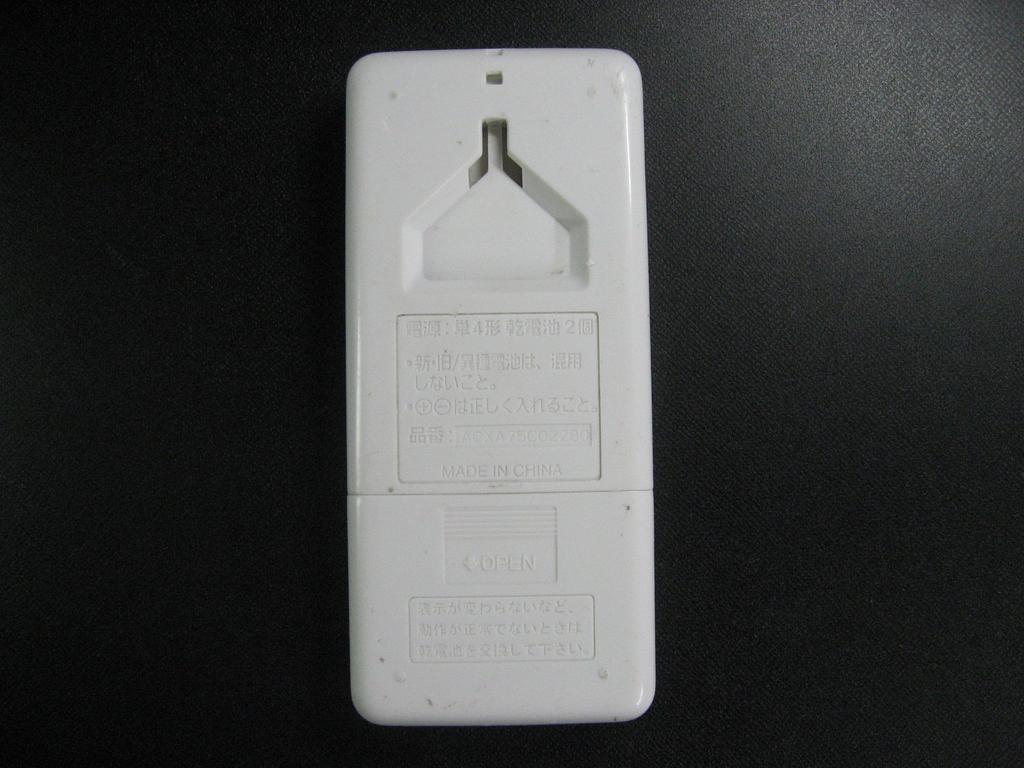 電源:単4形 乾電池2個
・新・旧/異種電池は、混用
しないこと。
・⊕⊖は正しく入れること。
品番:ACXA75C02280
MADE IN CHINA
OPEN
表示が変わらないなど、
動作が正常でないときは
乾電池を交換して下さい。